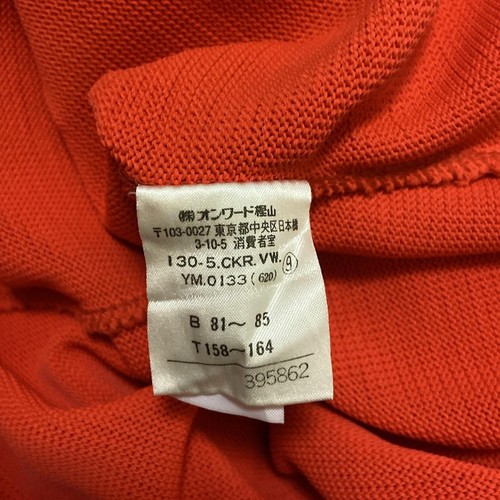 (株)オンワード樫山
〒103-0027 東京都中央区日本橋
3-10-5 消費者室
130-5.CKR.VW.⑨
YM.0133(620)
B 81～ 85
T158～164
395862